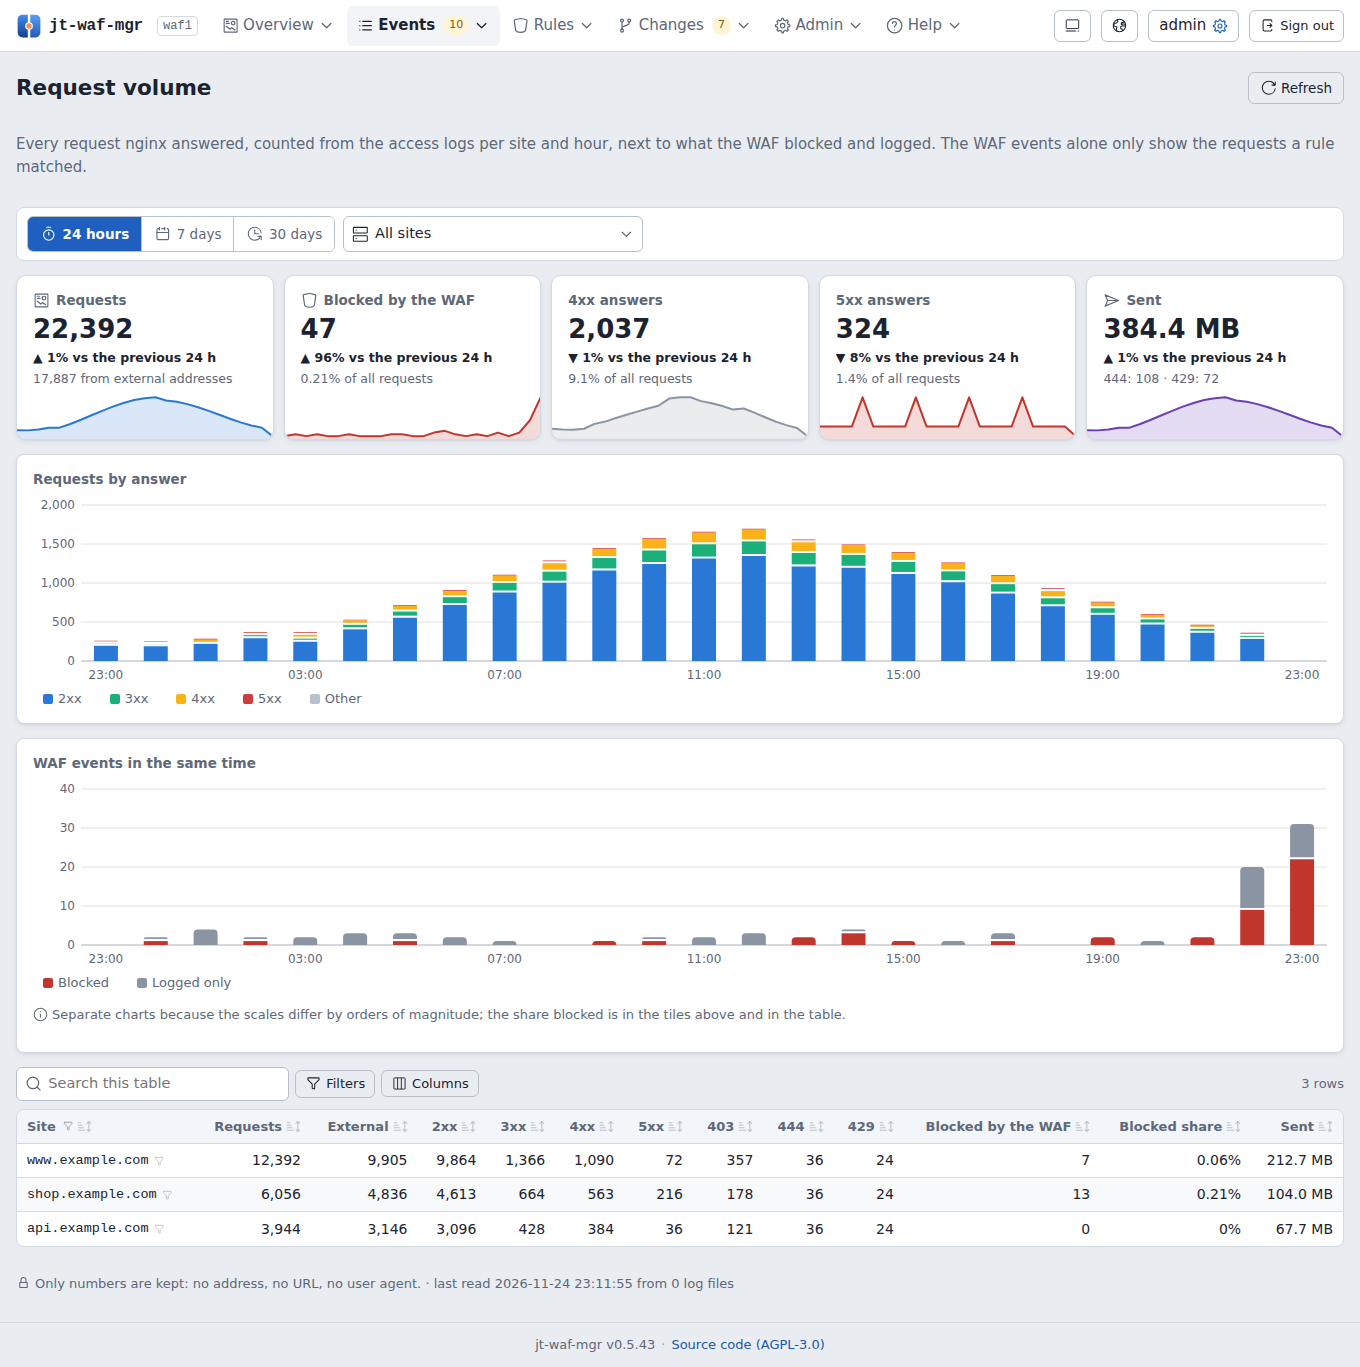 jt-waf-mgr waf1 Overview Events 10 Rules Changes 7 Admin Help admin Sign out
Request volume
Refresh
Every request nginx answered, counted from the access logs per site and hour, next to what the WAF blocked and logged. The WAF events alone only show the requests a rule
matched.
24 hours 7 days 30 days All sites
Requests
22,392
▲ 1% vs the previous 24 h
17,887 from external addresses
Blocked by the WAF
47
▲ 96% vs the previous 24 h
0.21% of all requests
4xx answers
2,037
▼ 1% vs the previous 24 h
9.1% of all requests
5xx answers
324
▼ 8% vs the previous 24 h
1.4% of all requests
Sent
384.4 MB
▲ 1% vs the previous 24 h
444: 108 · 429: 72
Requests by answer
2,000
1,500
1,000
500
0
23:00 03:00 07:00 11:00 15:00 19:00 23:00
2xx 3xx 4xx 5xx Other
WAF events in the same time
40
30
20
10
0
23:00 03:00 07:00 11:00 15:00 19:00 23:00
Blocked Logged only
Separate charts because the scales differ by orders of magnitude; the share blocked is in the tiles above and in the table.
Search this table Filters Columns 3 rows
Site Requests External 2xx 3xx 4xx 5xx 403 444 429 Blocked by the WAF Blocked share Sent
www.example.com 12,392 9,905 9,864 1,366 1,090 72 357 36 24 7 0.06% 212.7 MB
shop.example.com 6,056 4,836 4,613 664 563 216 178 36 24 13 0.21% 104.0 MB
api.example.com 3,944 3,146 3,096 428 384 36 121 36 24 0 0% 67.7 MB
Only numbers are kept: no address, no URL, no user agent. · last read 2026-11-24 23:11:55 from 0 log files
jt-waf-mgr v0.5.43 · Source code (AGPL-3.0)